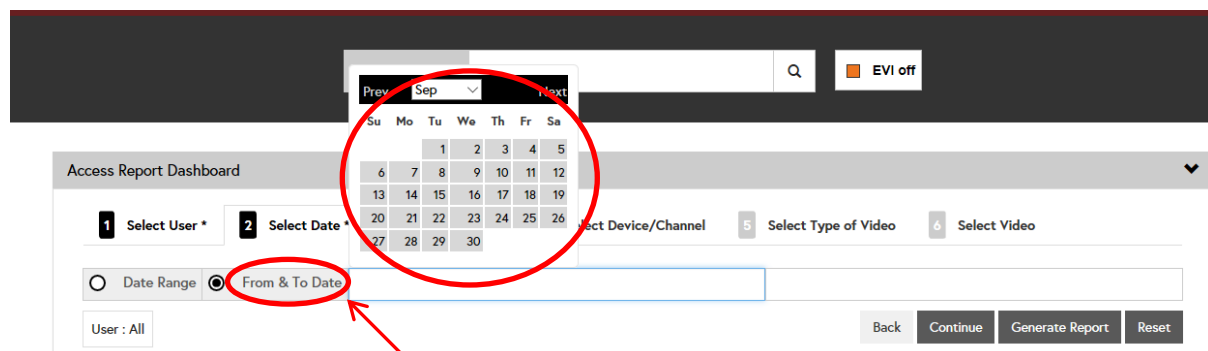 EVI off
Prev Sep Next
Su Mo Tu We Th Fr Sa
1 2 3 4 5
6 7 8 9 10 11 12
13 14 15 16 17 18 19
20 21 22 23 24 25 26
27 28 29 30
Access Report Dashboard
1 Select User * 2 Select Date * Device/Channel 5 Select Type of Video 6 Select Video
Date Range From & To Date
User : All Back Continue Generate Report Reset